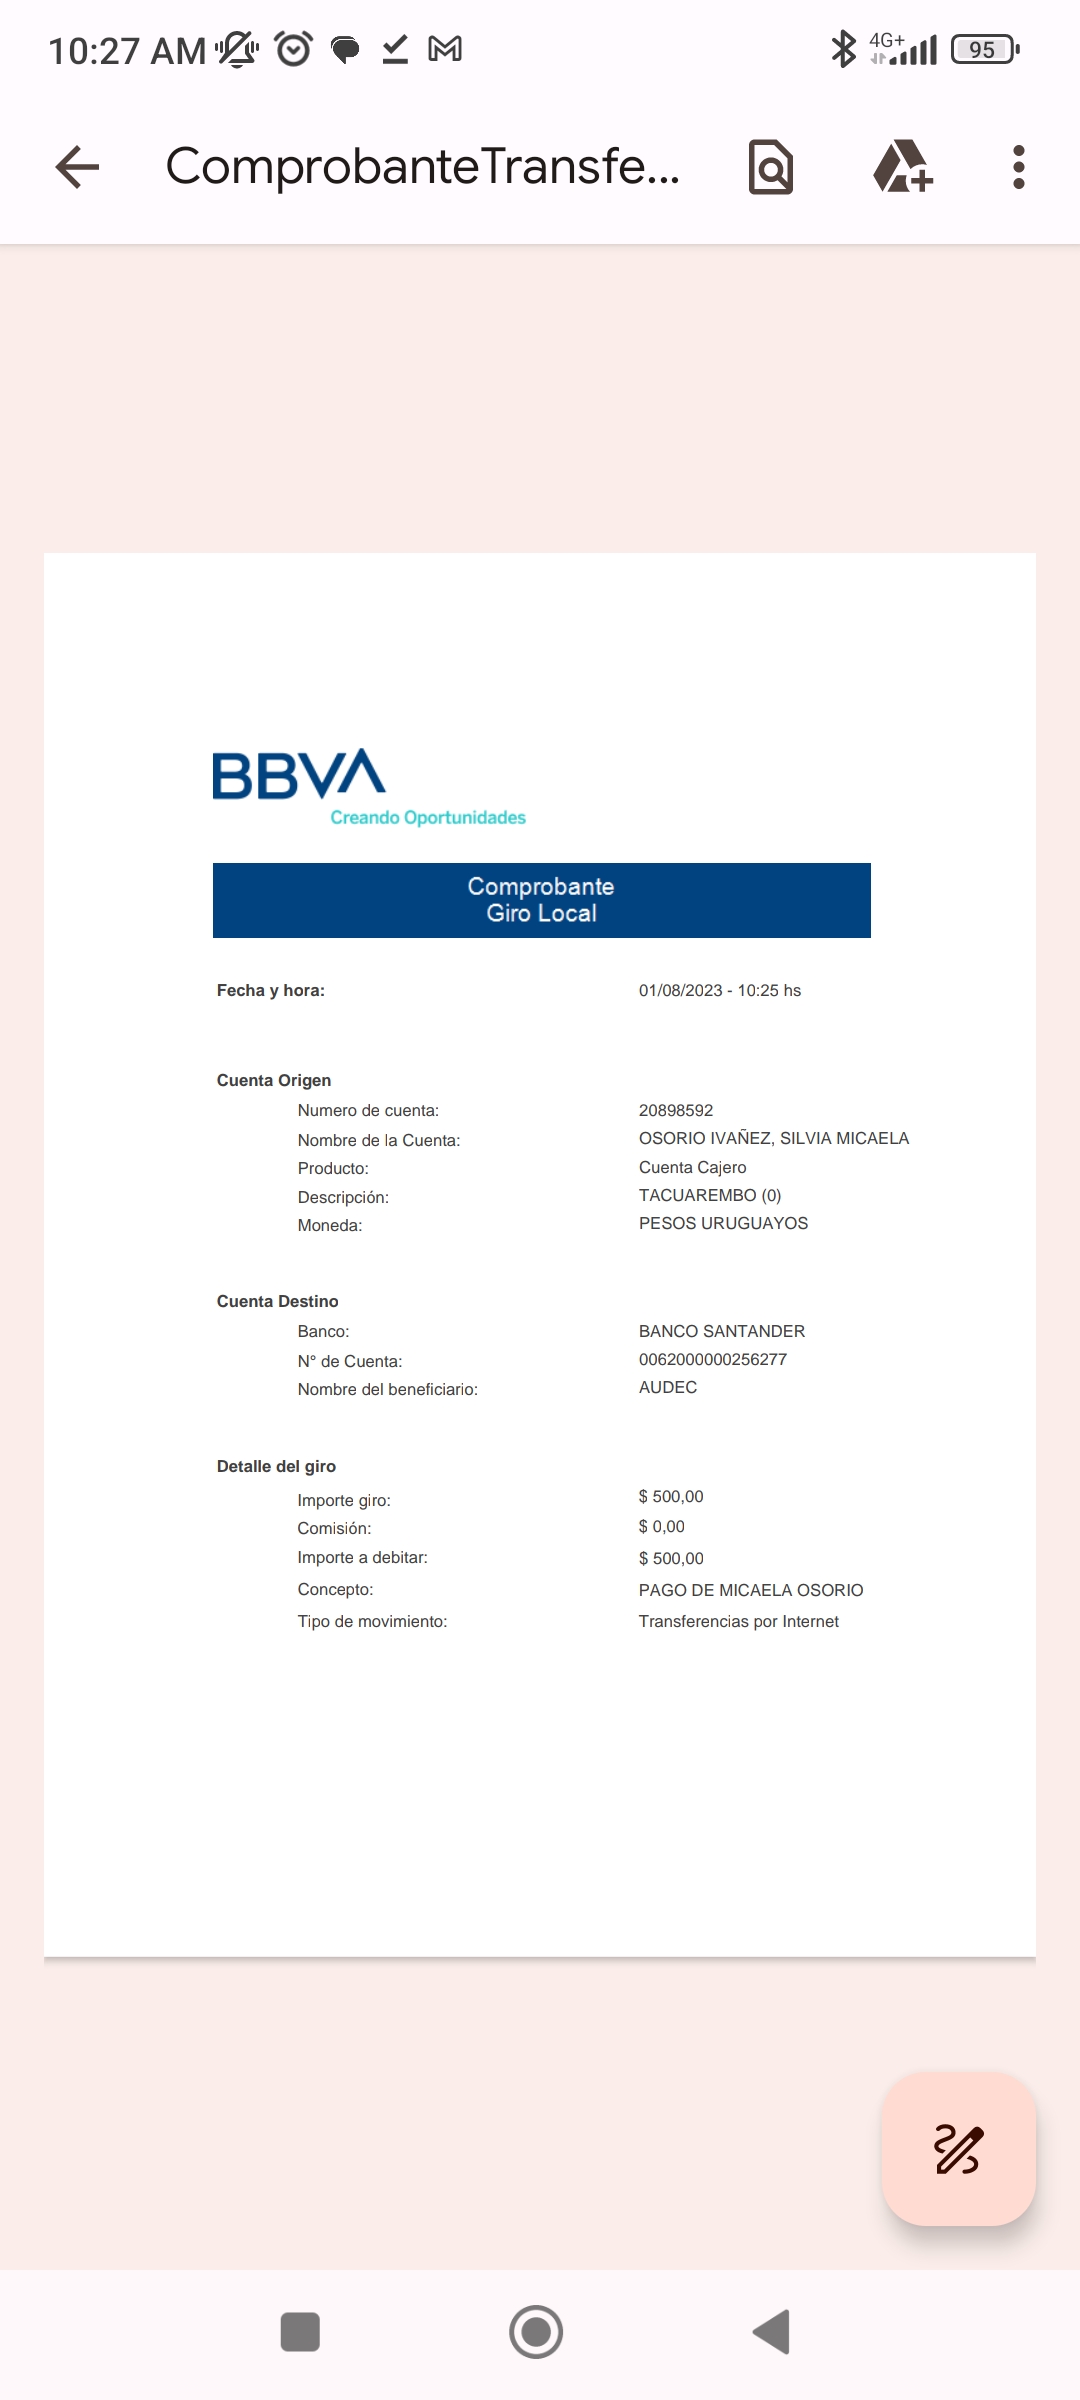 10:27 AM 4G+ 95
ComprobanteTransfe...
BBVA
Creando Oportunidades
Comprobante
Giro Local
Fecha y hora: 01/08/2023 - 10:25 hs
Cuenta Origen
Numero de cuenta: 20898592
Nombre de la Cuenta: OSORIO IVAÑEZ, SILVIA MICAELA
Producto: Cuenta Cajero
Descripción: TACUAREMBO (0)
Moneda: PESOS URUGUAYOS
Cuenta Destino
Banco: BANCO SANTANDER
N° de Cuenta: 0062000000256277
Nombre del beneficiario: AUDEC
Detalle del giro
Importe giro: $ 500,00
Comisión: $ 0,00
Importe a debitar: $ 500,00
Concepto: PAGO DE MICAELA OSORIO
Tipo de movimiento: Transferencias por Internet